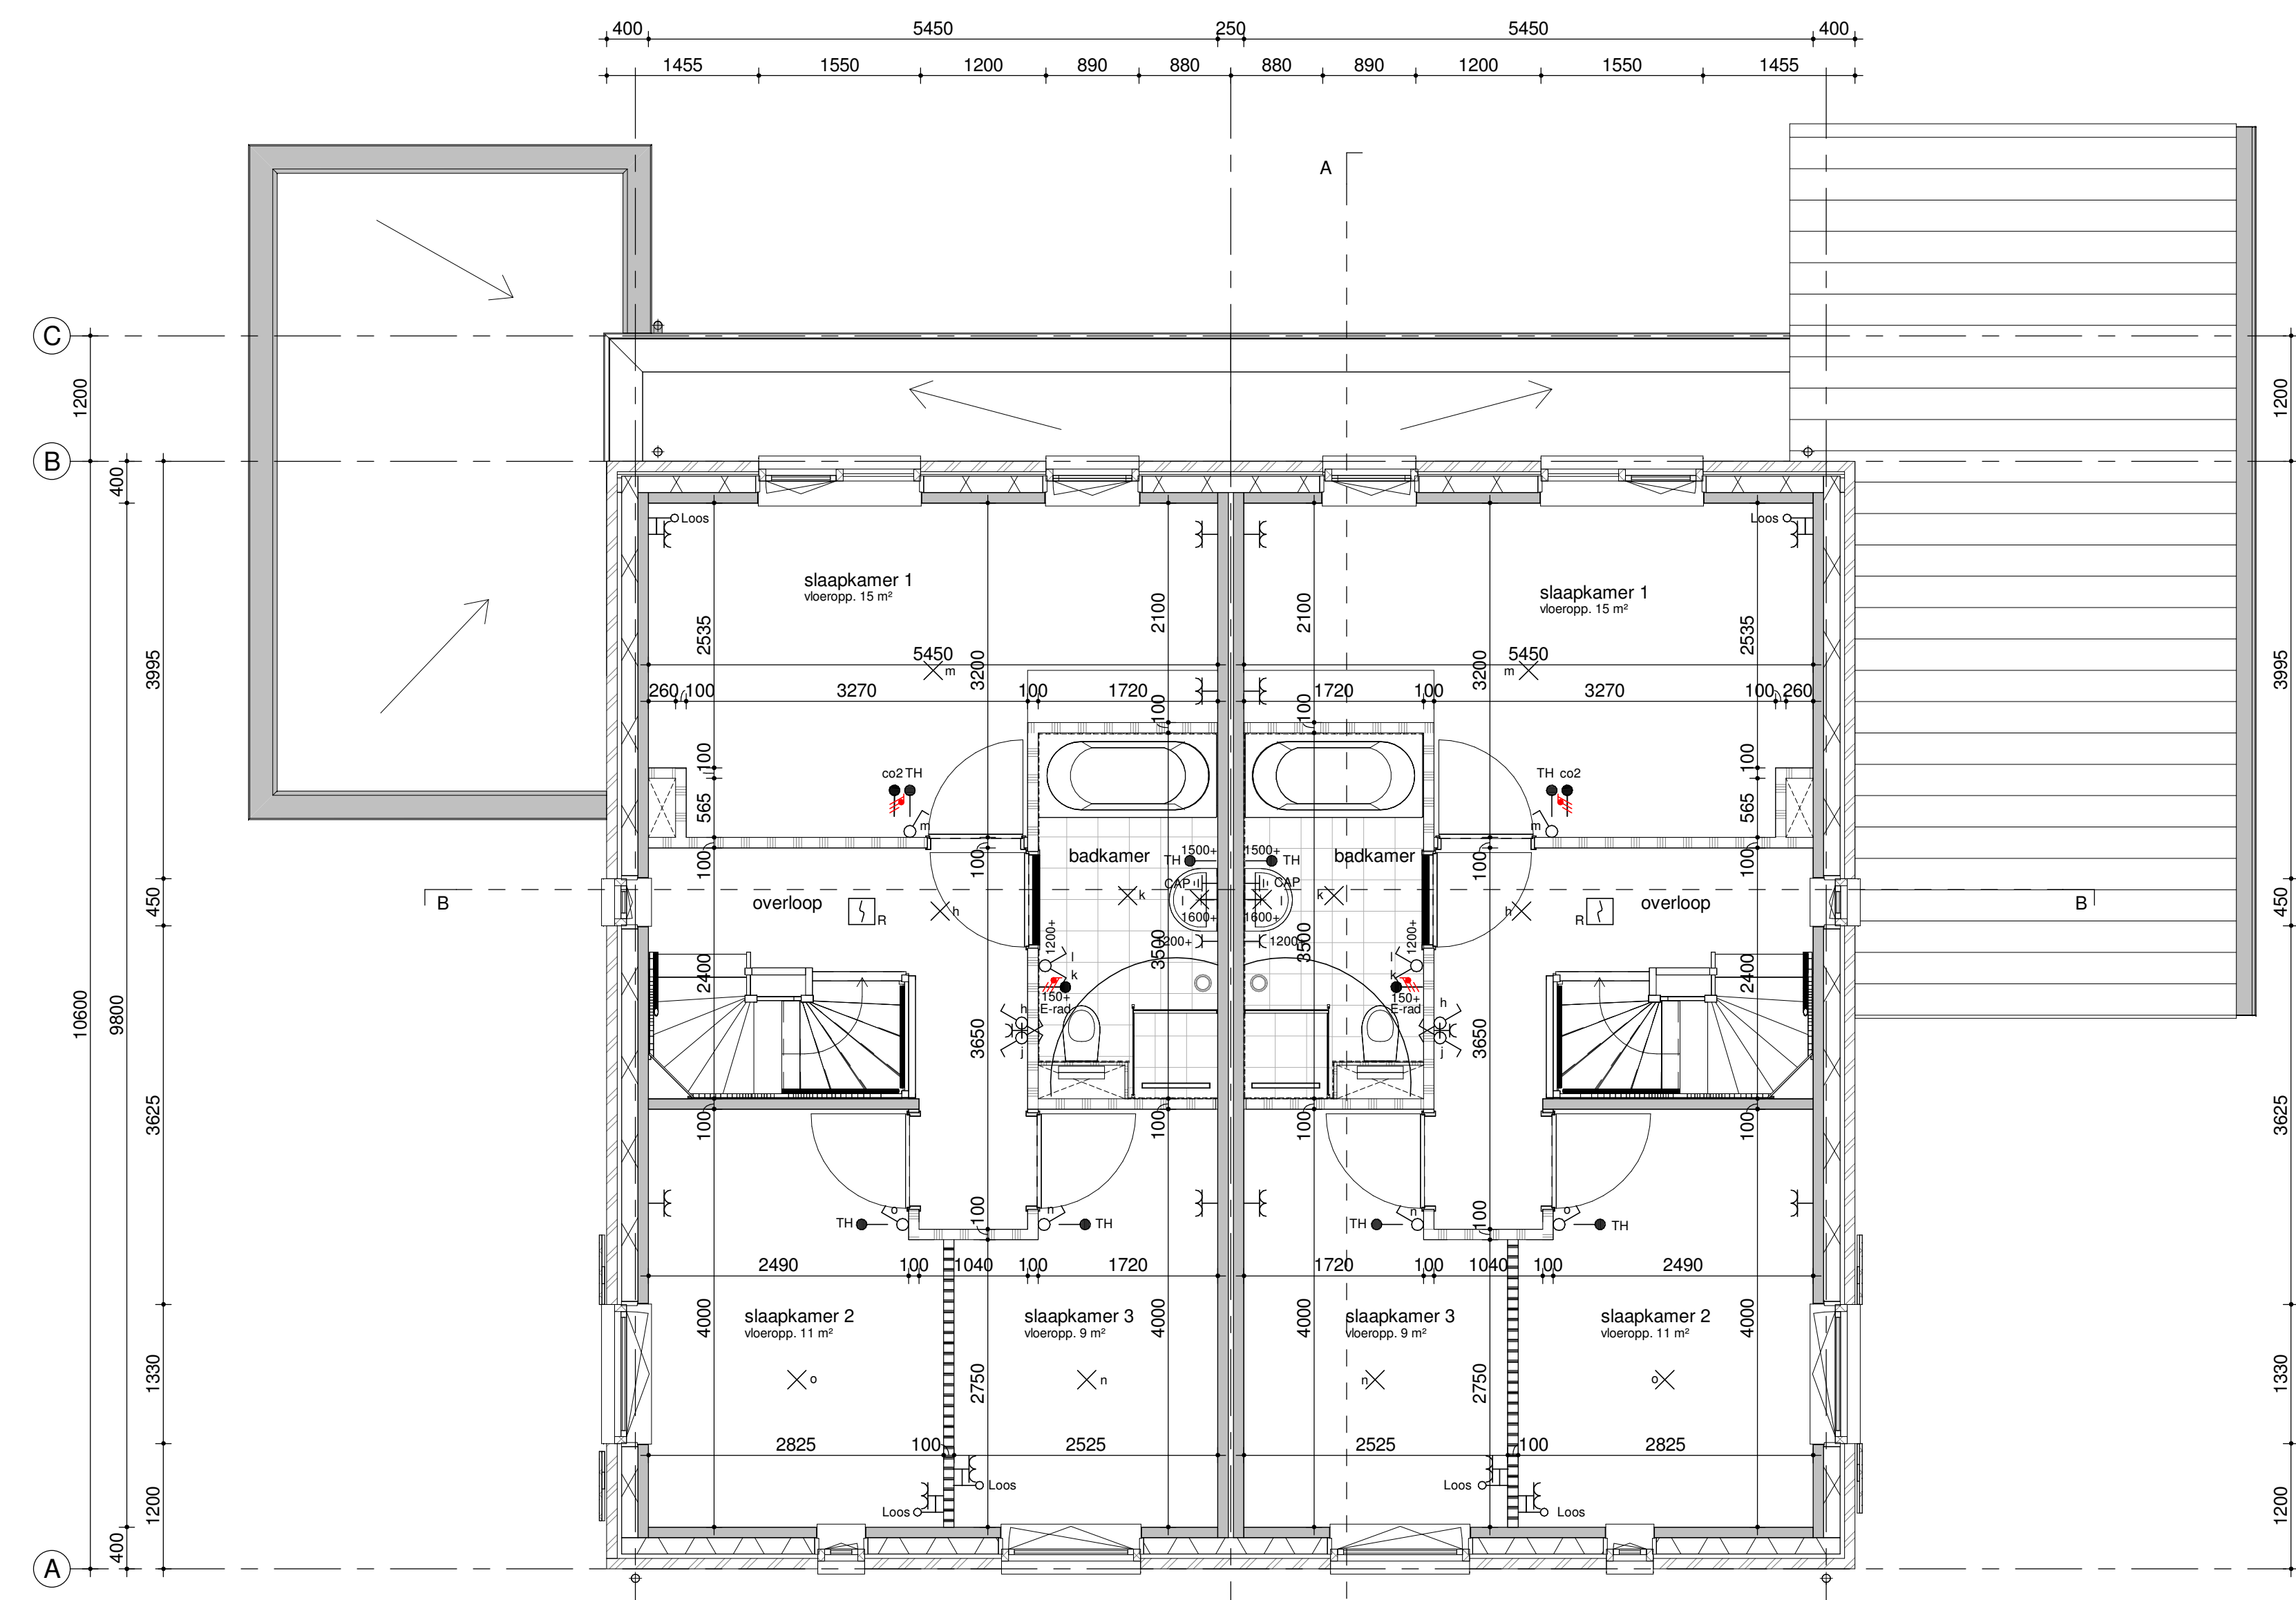 400 5450 250 5450 400
1455 1550 1200 890 880 880 890 1200 1550 1455
A
C
1200 1200
B
400
Loos Loos
slaapkamer 1 slaapkamer 1
vloeropp. 15 m² vloeropp. 15 m²
2535 2100 2100 2535
3995 3995
5450 5450
m m
3200 3200
260 100 3270 100 1720 1720 100 3270 100 260
100 100
100 100
co2 TH TH co2
565 565
m m
badkamer badkamer
1500+ 1500+
TH TH
100 100 100 100
CAP CAP
k k
B B
450 450
overloop overloop
R h h R
1600+ 1600+
1200+ 1200+
1200+ 1200+
3500 3500
l l
k k
2400 2400
150+ 150+
E-rad E-rad
h h
j j
10600 9800
3650 3650
3625 3625
100 100 100 100
o n n o
TH TH TH TH
100 100
2490 100 1040 100 1720 1720 100 1040 100 2490
slaapkamer 2 slaapkamer 3 slaapkamer 3 slaapkamer 2
vloeropp. 11 m² vloeropp. 9 m² vloeropp. 9 m² vloeropp. 11 m²
4000 4000 4000 4000
1330 1330
o n n o
2750 2750
2825 100 2525 2525 100 2825
Loos Loos
Loos Loos
1200 1200
400
A